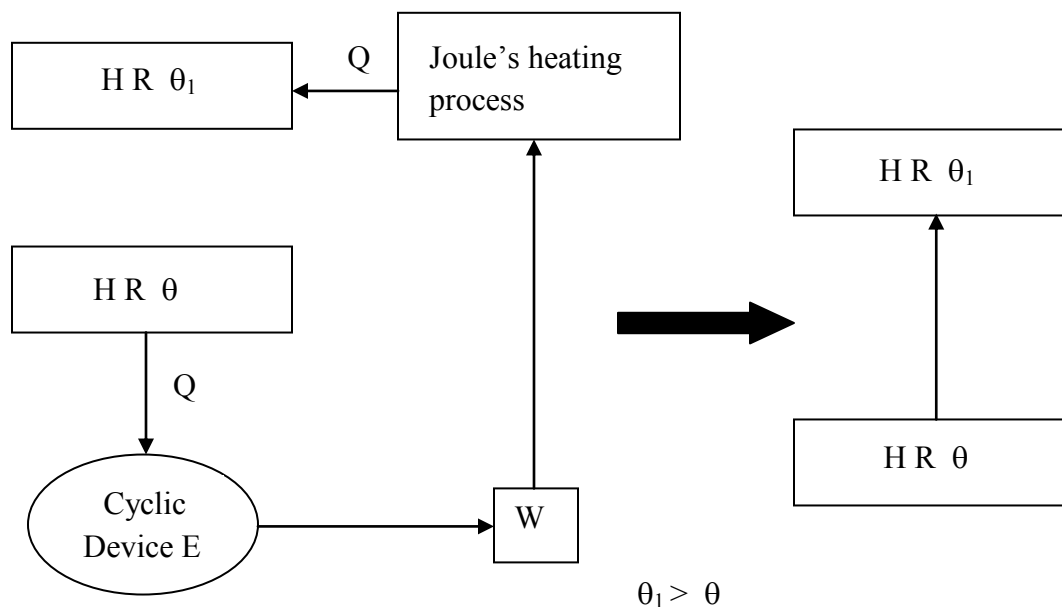 H R θ₁
Q
Joule’s heating
process
H R θ₁
H R θ
Q
H R θ
Cyclic
Device E
W
θ₁ > θ